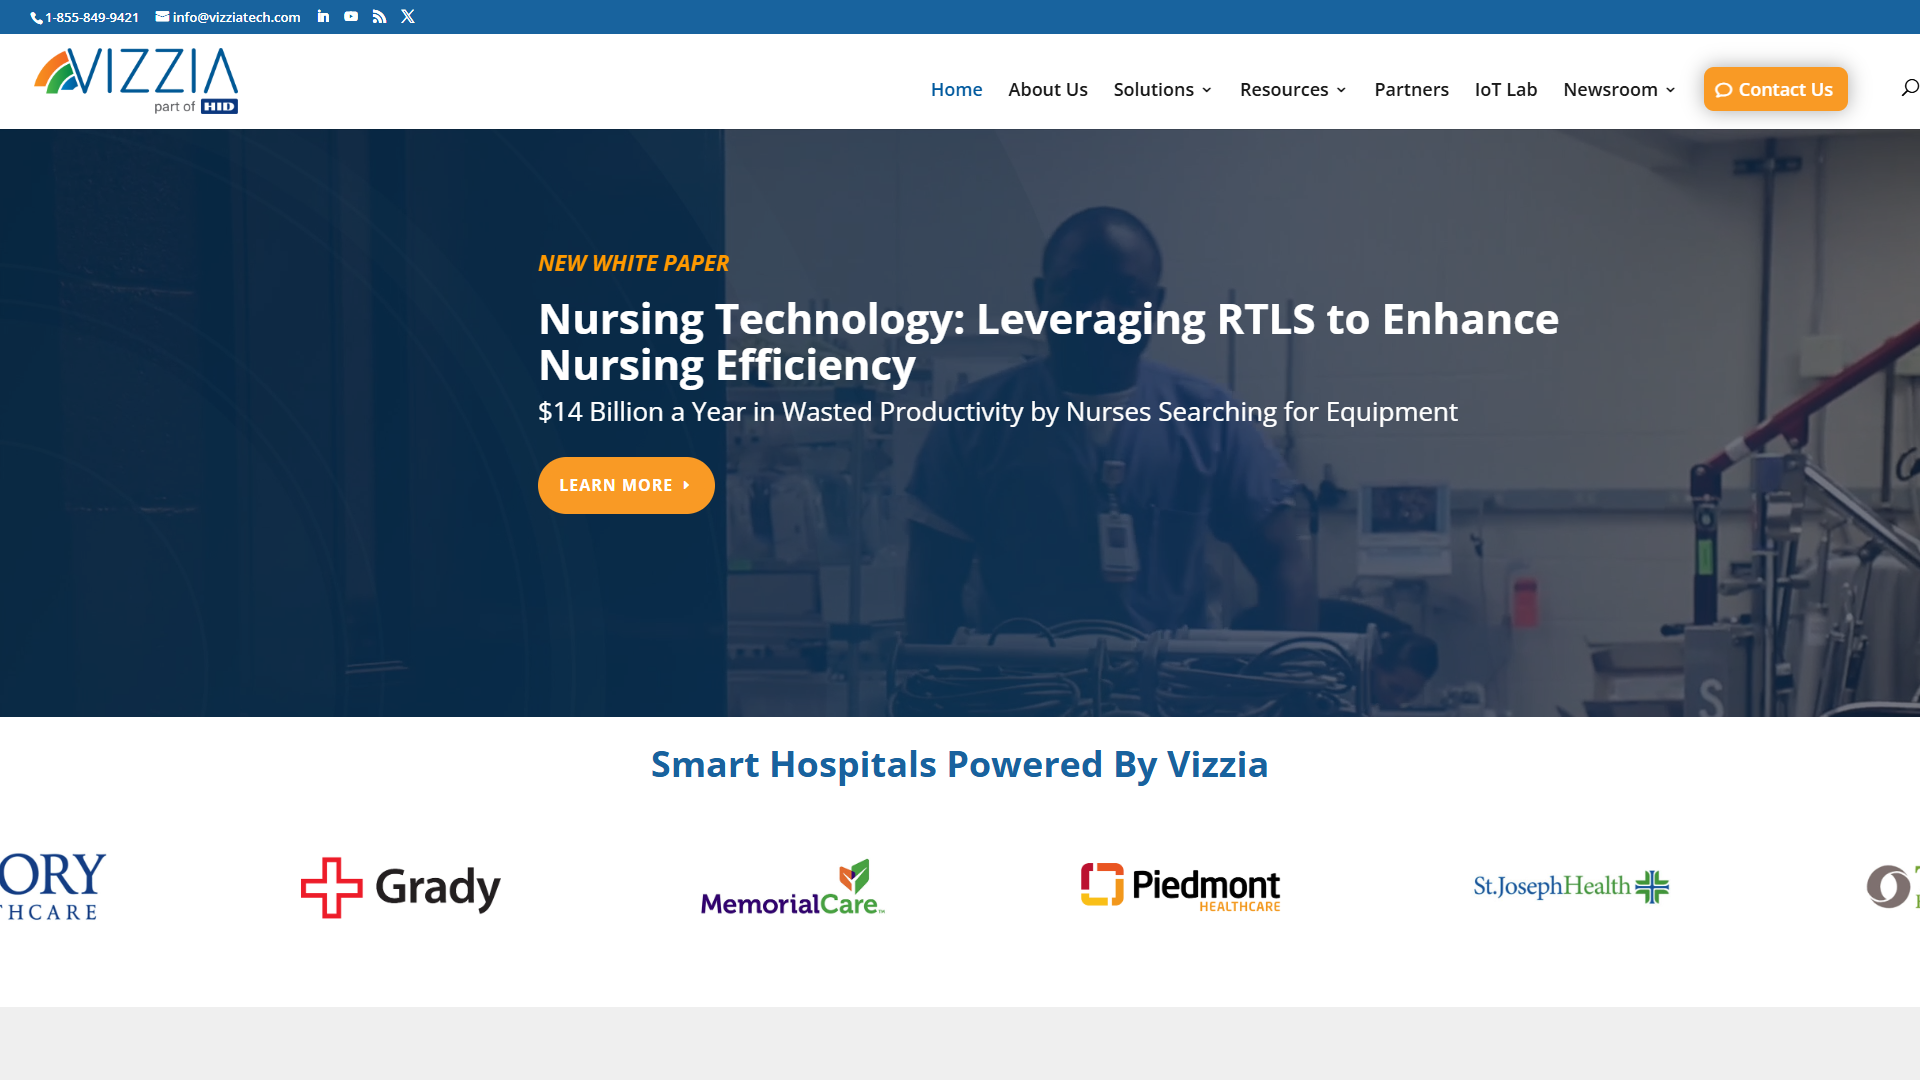 1-855-849-9421 info@vizziatech.com
VIZZIA
part of HID
Home About Us Solutions Resources Partners IoT Lab Newsroom Contact Us
NEW WHITE PAPER
Nursing Technology: Leveraging RTLS to Enhance
Nursing Efficiency
$14 Billion a Year in Wasted Productivity by Nurses Searching for Equipment
LEARN MORE
S
Smart Hospitals Powered By Vizzia
ORY
THCARE
Grady
MemorialCare™
Piedmont
HEALTHCARE
St.JosephHealth